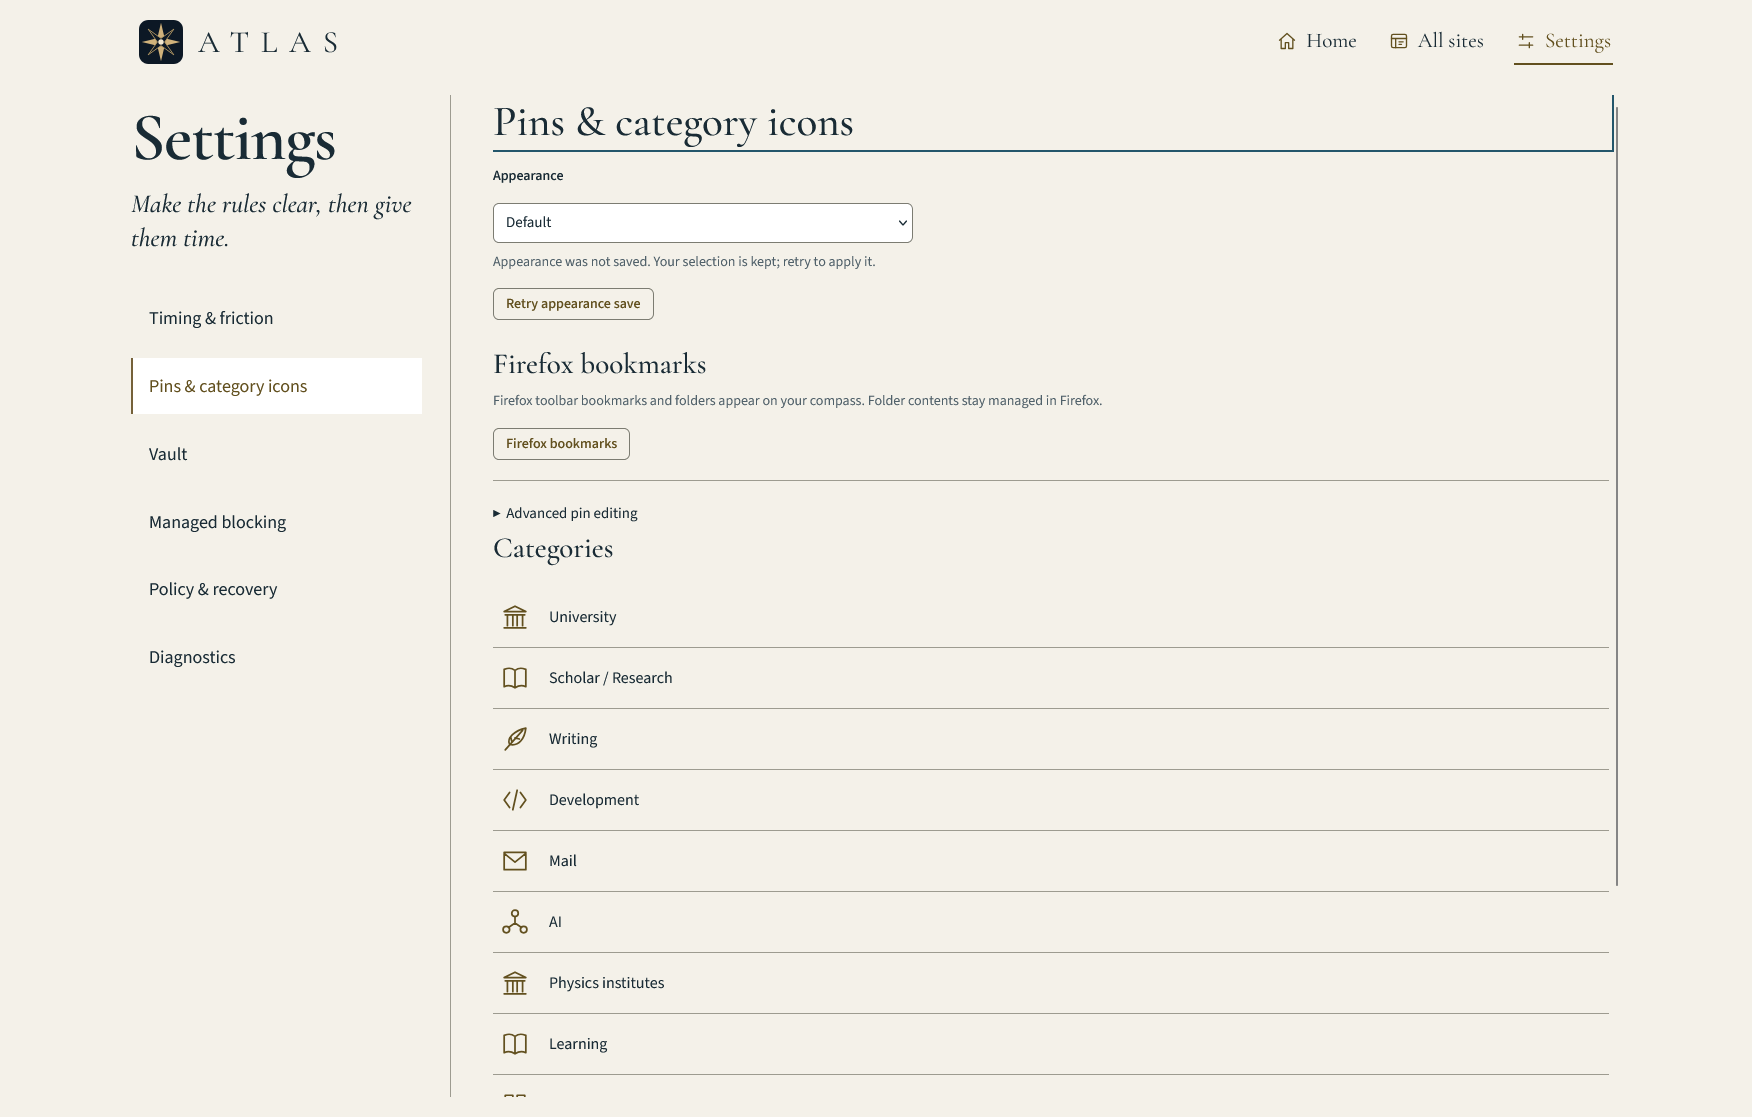 ATLAS
Home
All sites
Settings
Settings
Make the rules clear, then give
them time.
Timing & friction
Pins & category icons
Vault
Managed blocking
Policy & recovery
Diagnostics
Pins & category icons
Appearance
Default
Appearance was not saved. Your selection is kept; retry to apply it.
Retry appearance save
Firefox bookmarks
Firefox toolbar bookmarks and folders appear on your compass. Folder contents stay managed in Firefox.
Firefox bookmarks
Advanced pin editing
Categories
University
Scholar / Research
Writing
Development
Mail
AI
Physics institutes
Learning